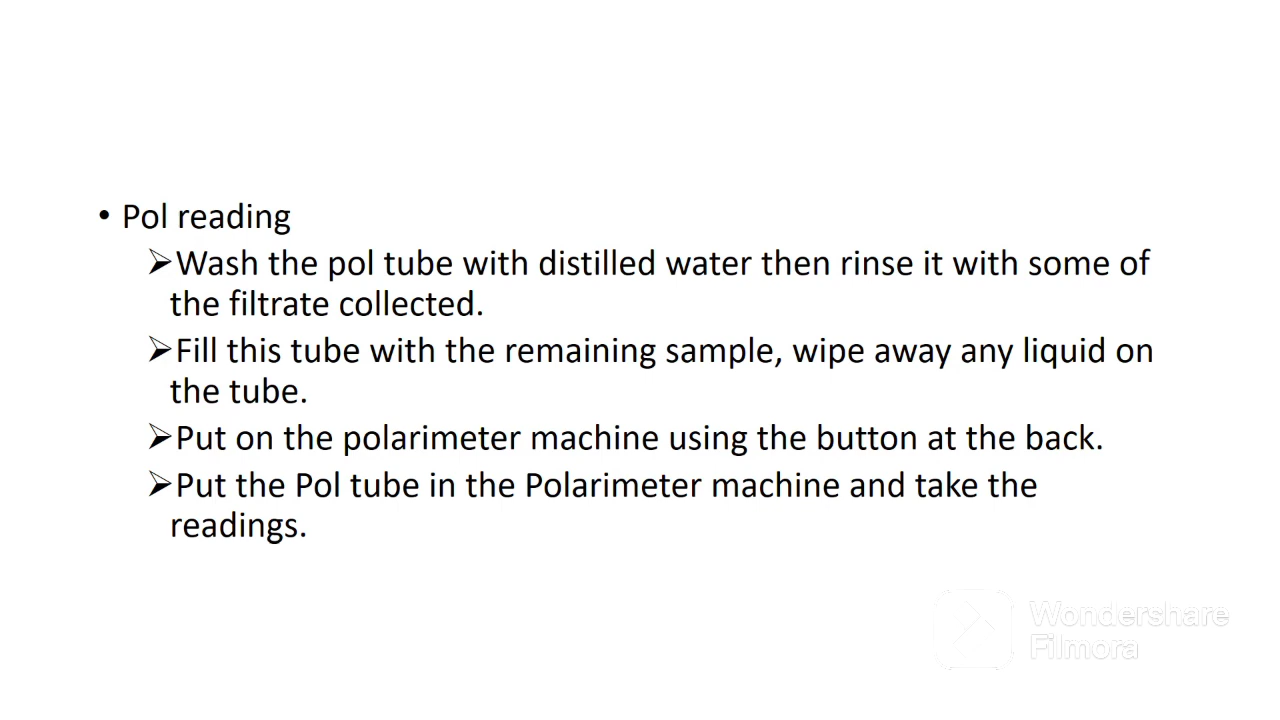 • Pol reading
➢Wash the pol tube with distilled water then rinse it with some of
the filtrate collected.
➢Fill this tube with the remaining sample, wipe away any liquid on
the tube.
➢Put on the polarimeter machine using the button at the back.
➢Put the Pol tube in the Polarimeter machine and take the
readings.
Wondershare
Filmora